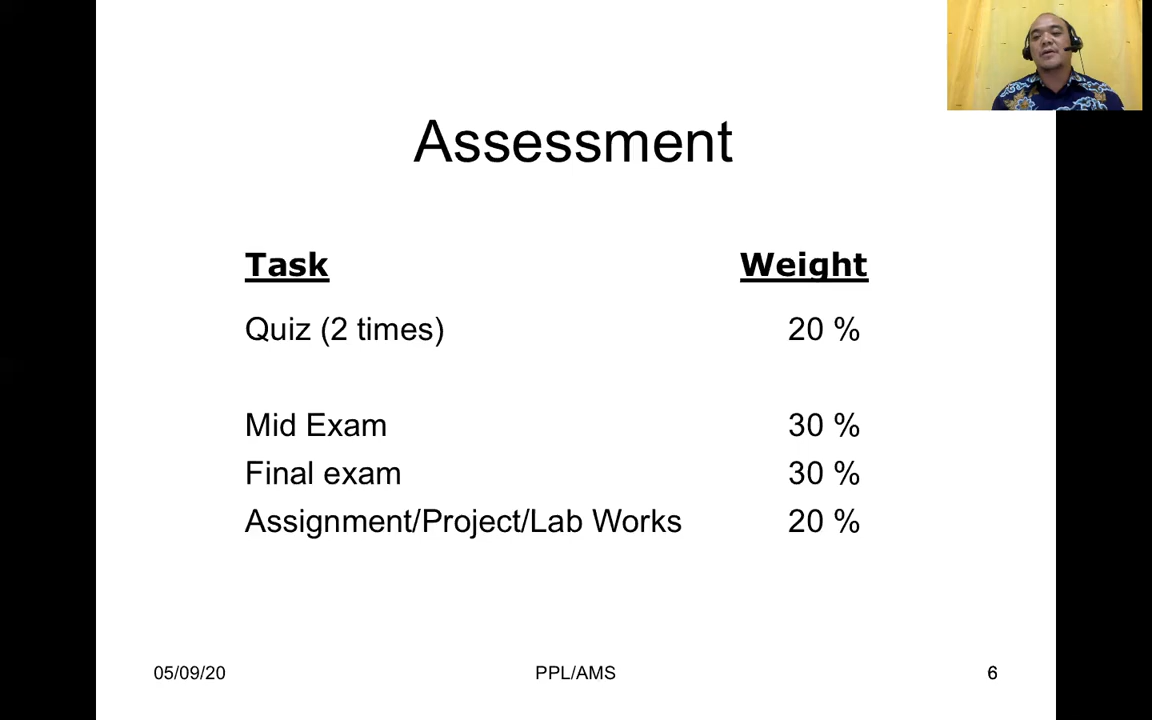 Assessment
Task Weight
Quiz (2 times) 20 %
Mid Exam 30 %
Final exam 30 %
Assignment/Project/Lab Works 20 %
05/09/20 PPL/AMS 6